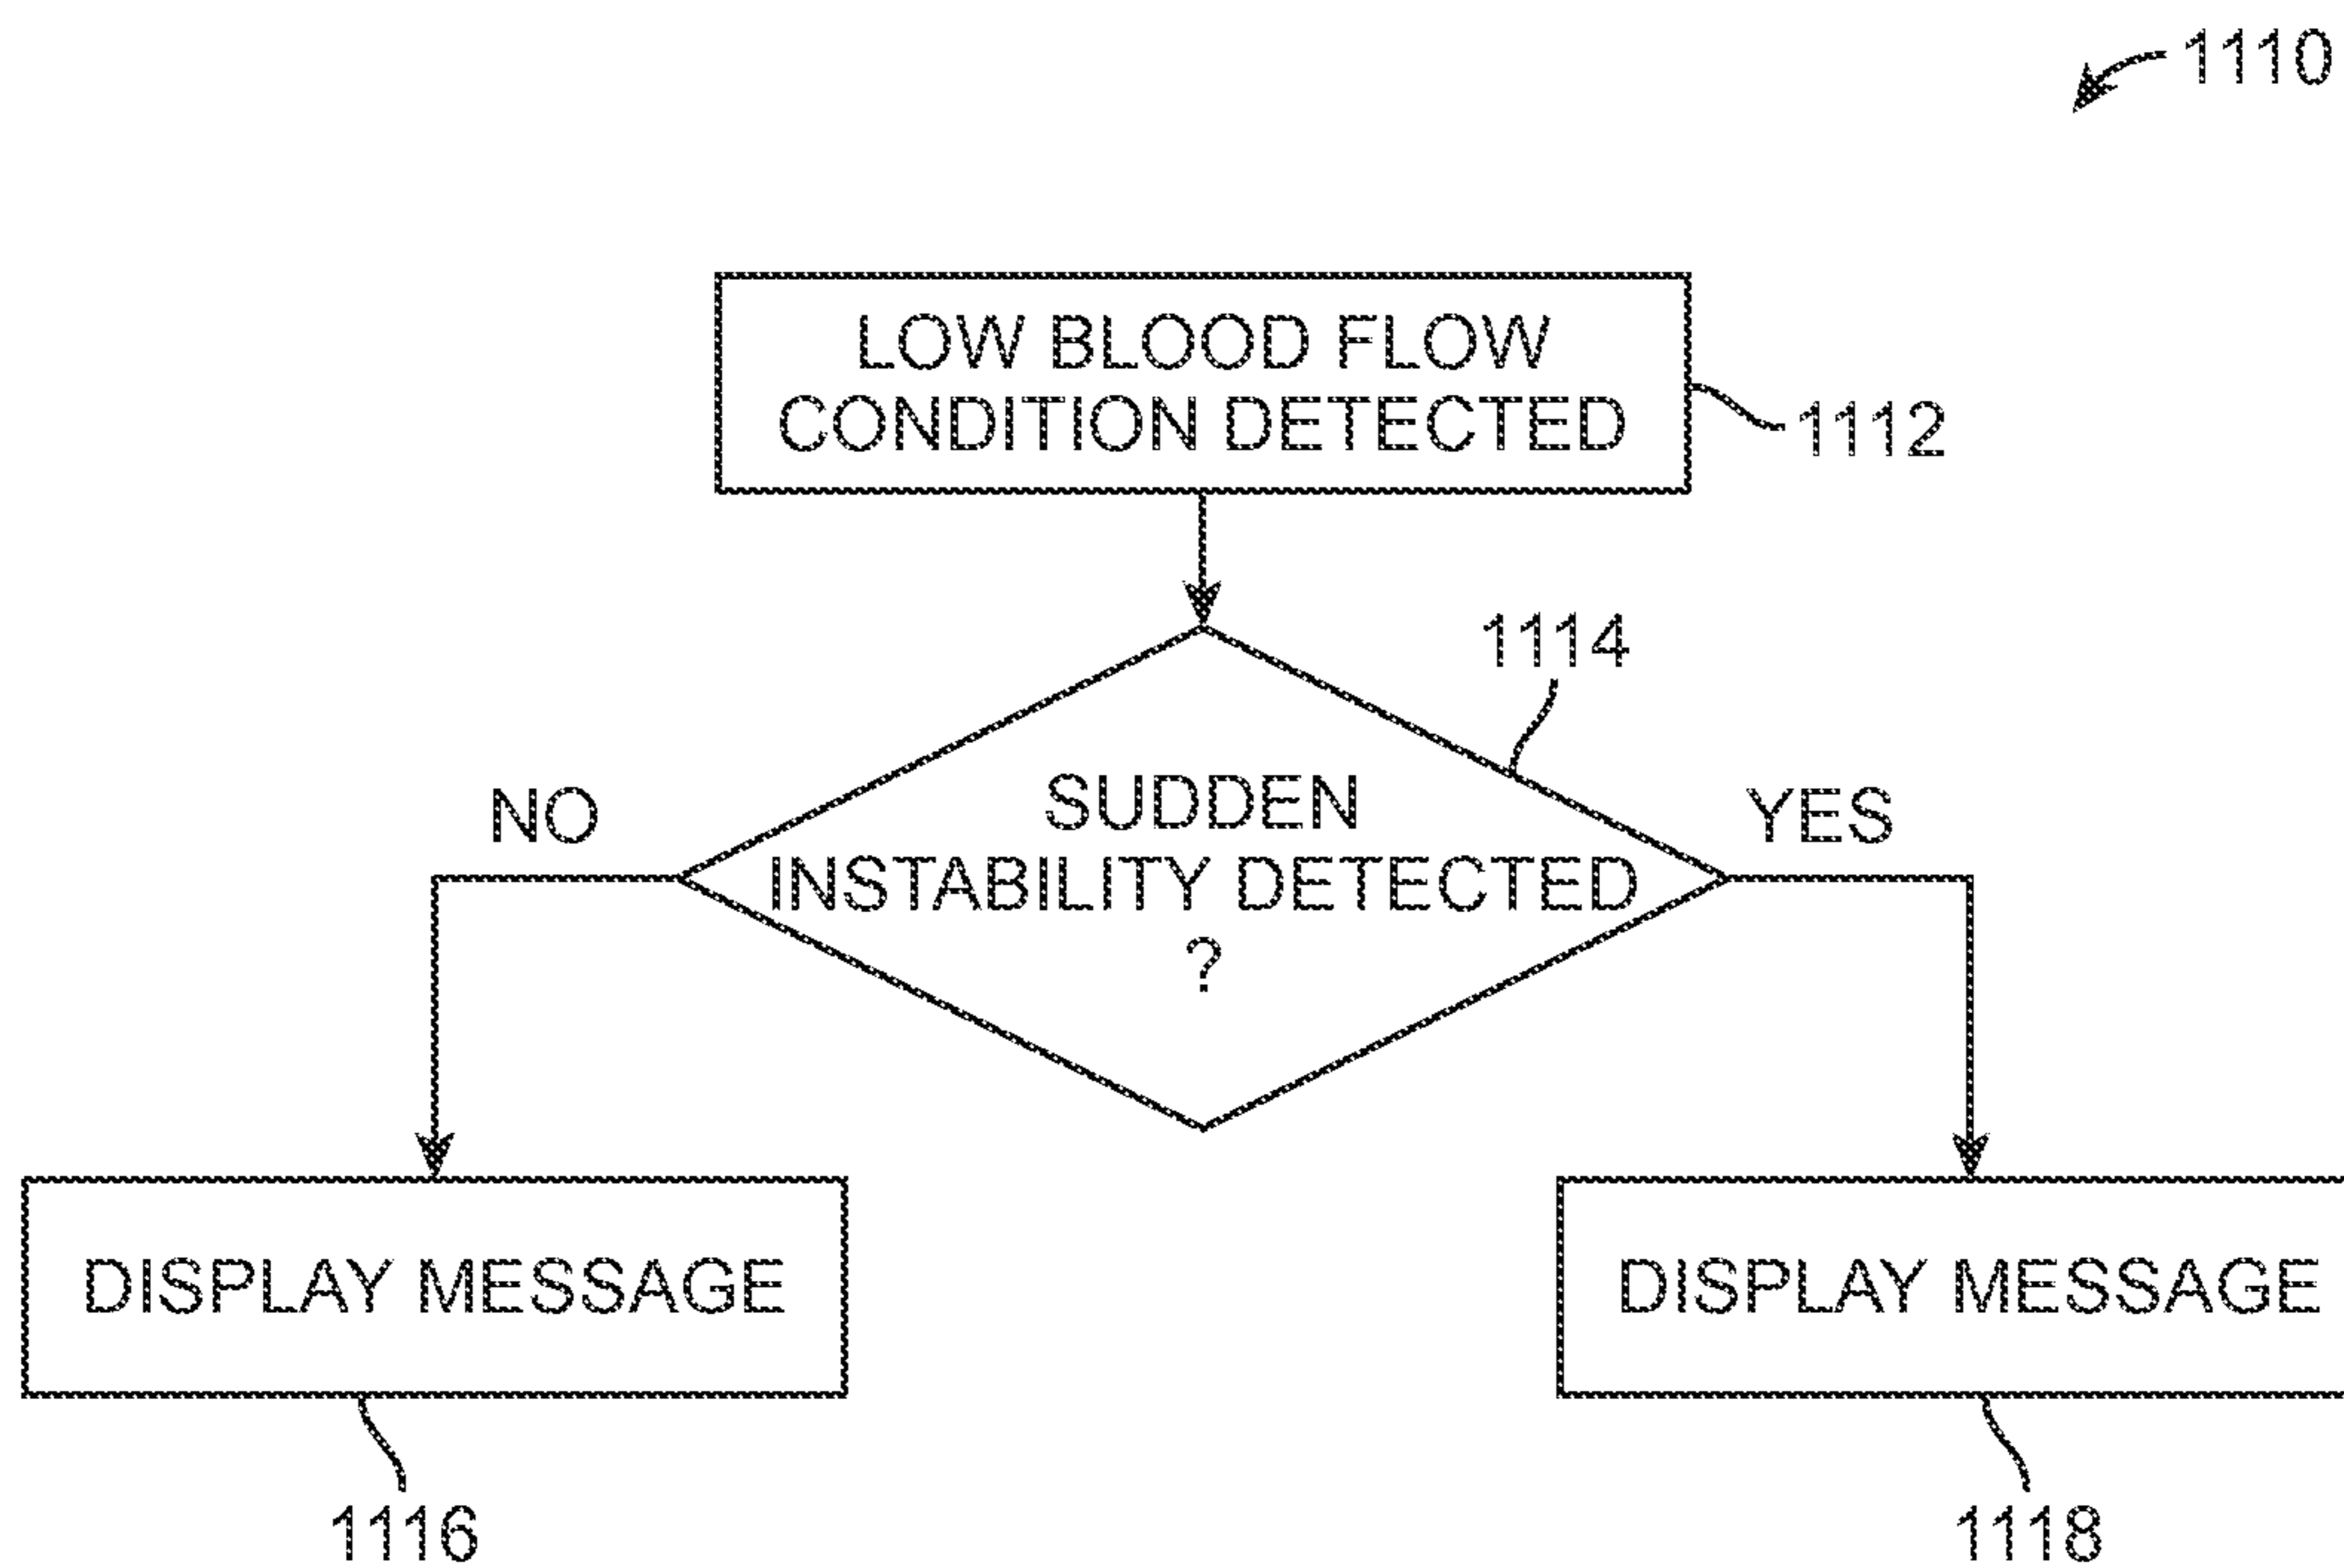 1110
LOW BLOOD FLOW
CONDITION DETECTED
1112
1114
SUDDEN
INSTABILITY DETECTED
?
NO
YES
DISPLAY MESSAGE
DISPLAY MESSAGE
1116
1118